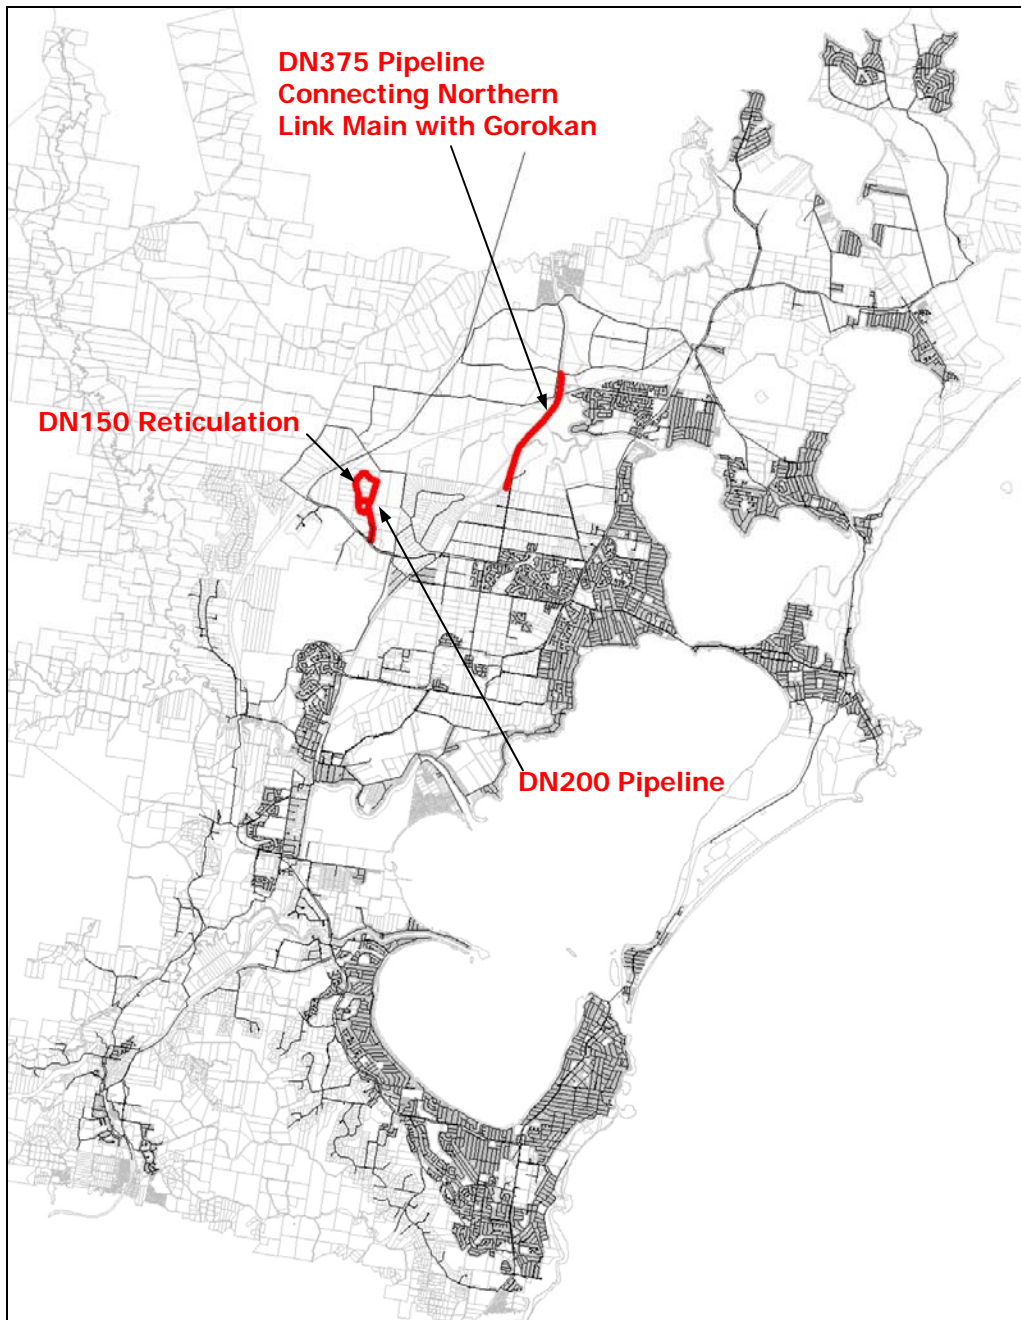 DN375 Pipeline
Connecting Northern
Link Main with Gorokan
DN150 Reticulation
DN200 Pipeline